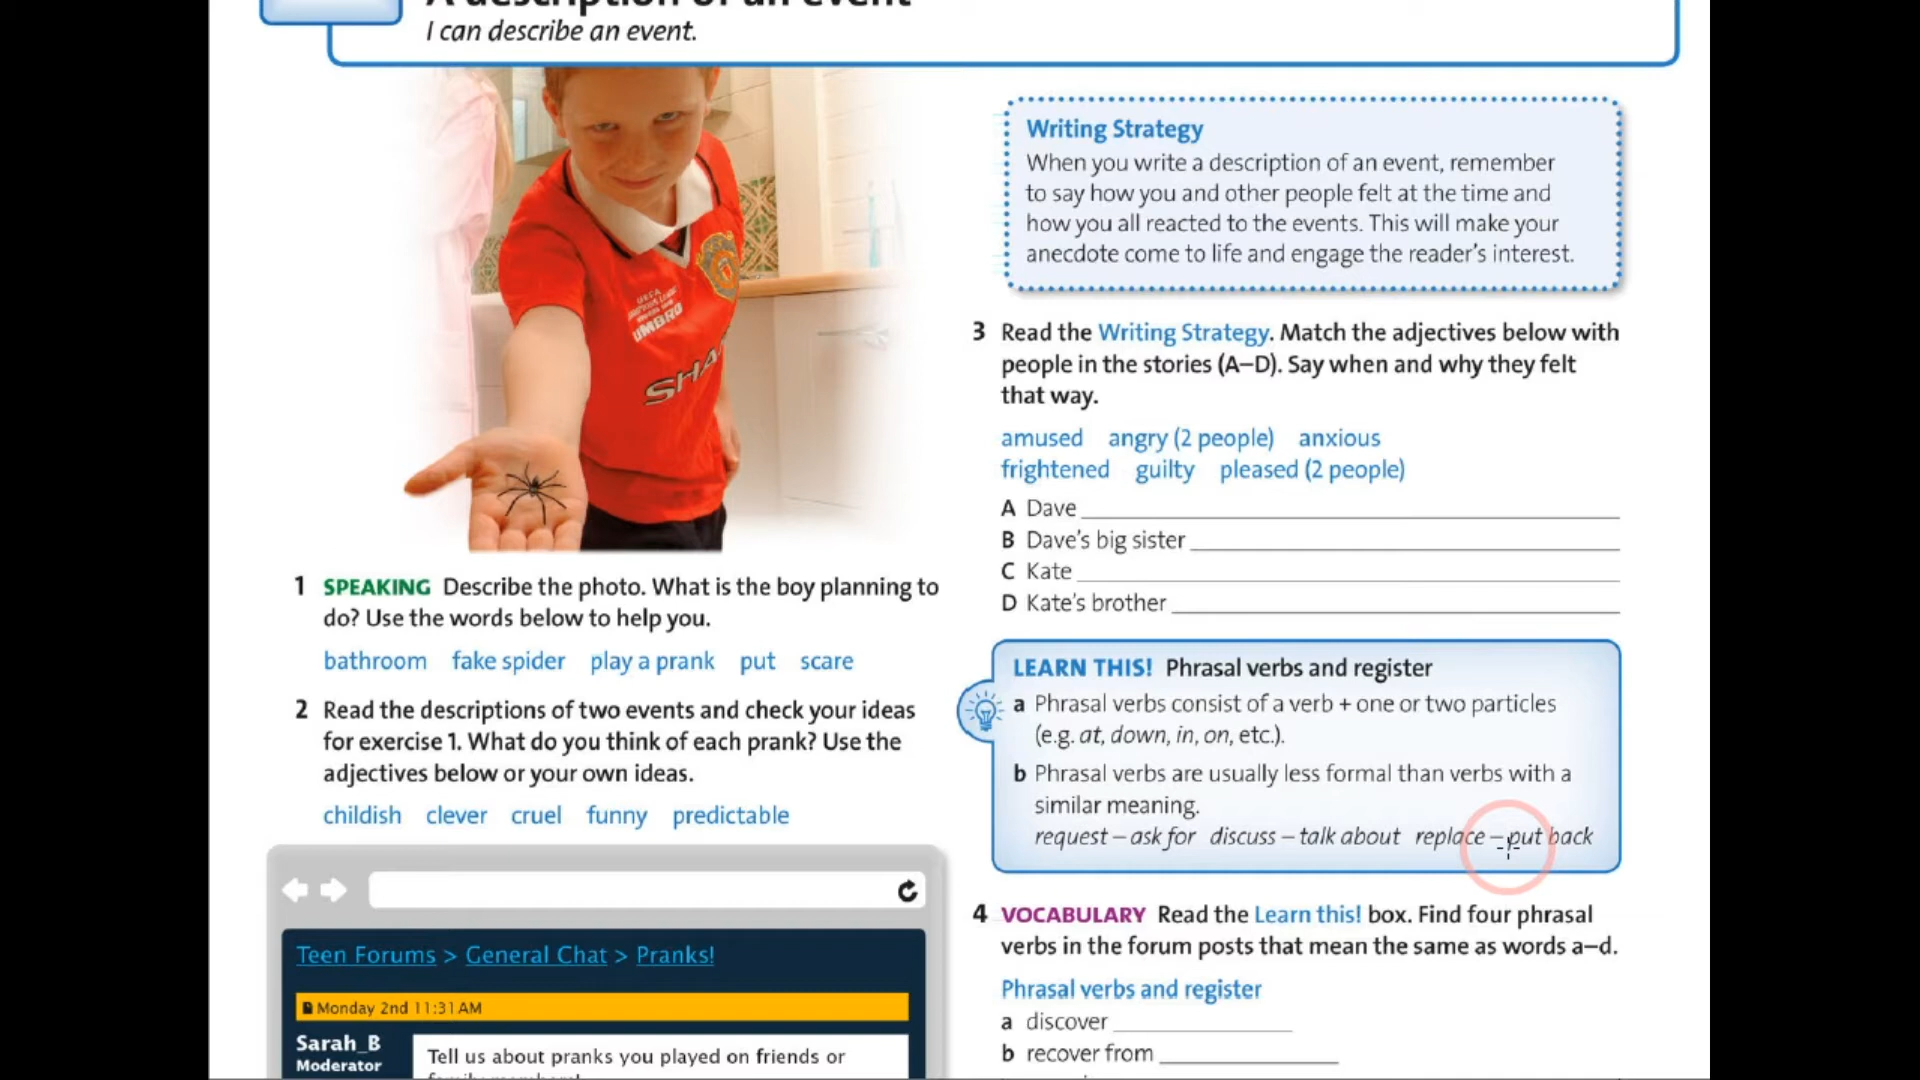 A description of an event
I can describe an event.
UEFA
UMBRO
SHA
1 SPEAKING Describe the photo. What is the boy planning to
do? Use the words below to help you.
bathroom fake spider play a prank put scare
2 Read the descriptions of two events and check your ideas
for exercise 1. What do you think of each prank? Use the
adjectives below or your own ideas.
childish clever cruel funny predictable
Teen Forums > General Chat > Pranks!
Monday 2nd 11:31AM
Sarah_B
Moderator
Tell us about pranks you played on friends or
Writing Strategy
When you write a description of an event, remember
to say how you and other people felt at the time and
how you all reacted to the events. This will make your
anecdote come to life and engage the reader's interest.
3 Read the Writing Strategy. Match the adjectives below with
people in the stories (A–D). Say when and why they felt
that way.
amused angry (2 people) anxious
frightened guilty pleased (2 people)
A Dave
B Dave's big sister
C Kate
D Kate's brother
LEARN THIS! Phrasal verbs and register
a Phrasal verbs consist of a verb + one or two particles
(e.g. at, down, in, on, etc.).
b Phrasal verbs are usually less formal than verbs with a
similar meaning.
request – ask for discuss – talk about replace – put back
4 VOCABULARY Read the Learn this! box. Find four phrasal
verbs in the forum posts that mean the same as words a–d.
Phrasal verbs and register
a discover
b recover from